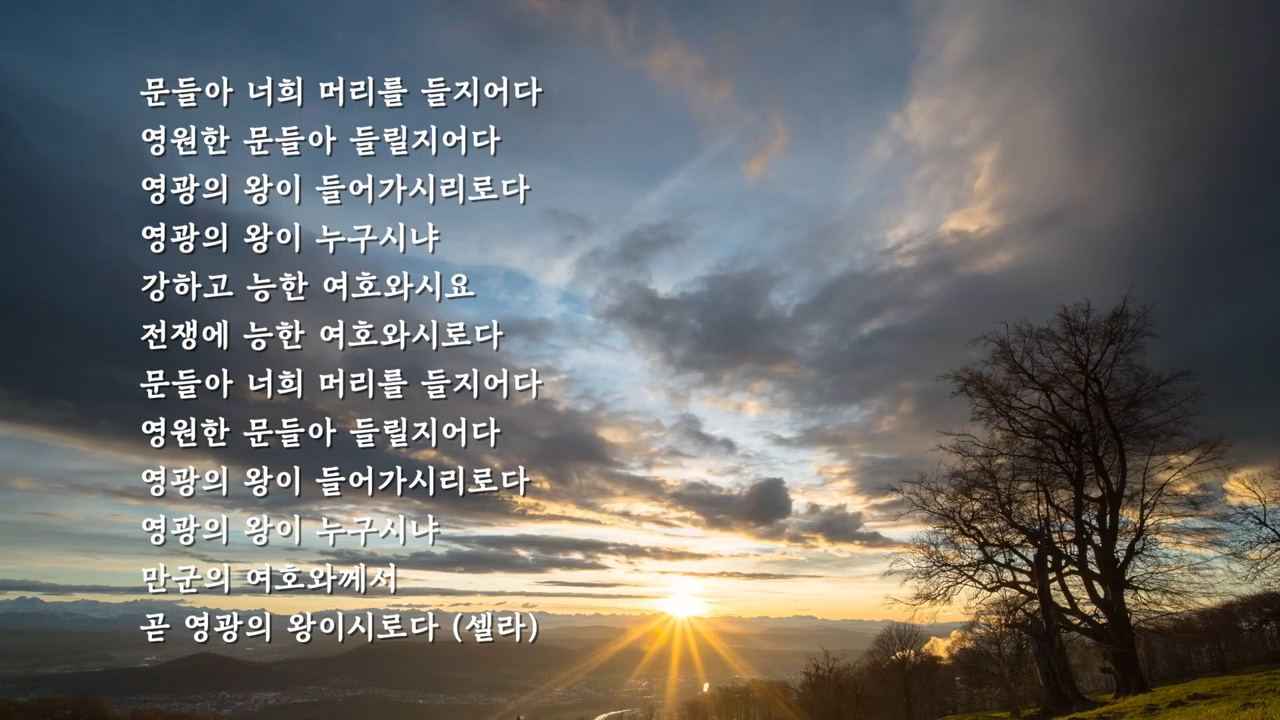 문들아 너희 머리를 들지어다
영원한 문들아 들릴지어다
영광의 왕이 들어가시리로다
영광의 왕이 누구시냐
강하고 능한 여호와시요
전쟁에 능한 여호와시로다
문들아 너희 머리를 들지어다
영원한 문들아 들릴지어다
영광의 왕이 들어가시리로다
영광의 왕이 누구시냐
만군의 여호와께서
곧 영광의 왕이시로다 (셀라)